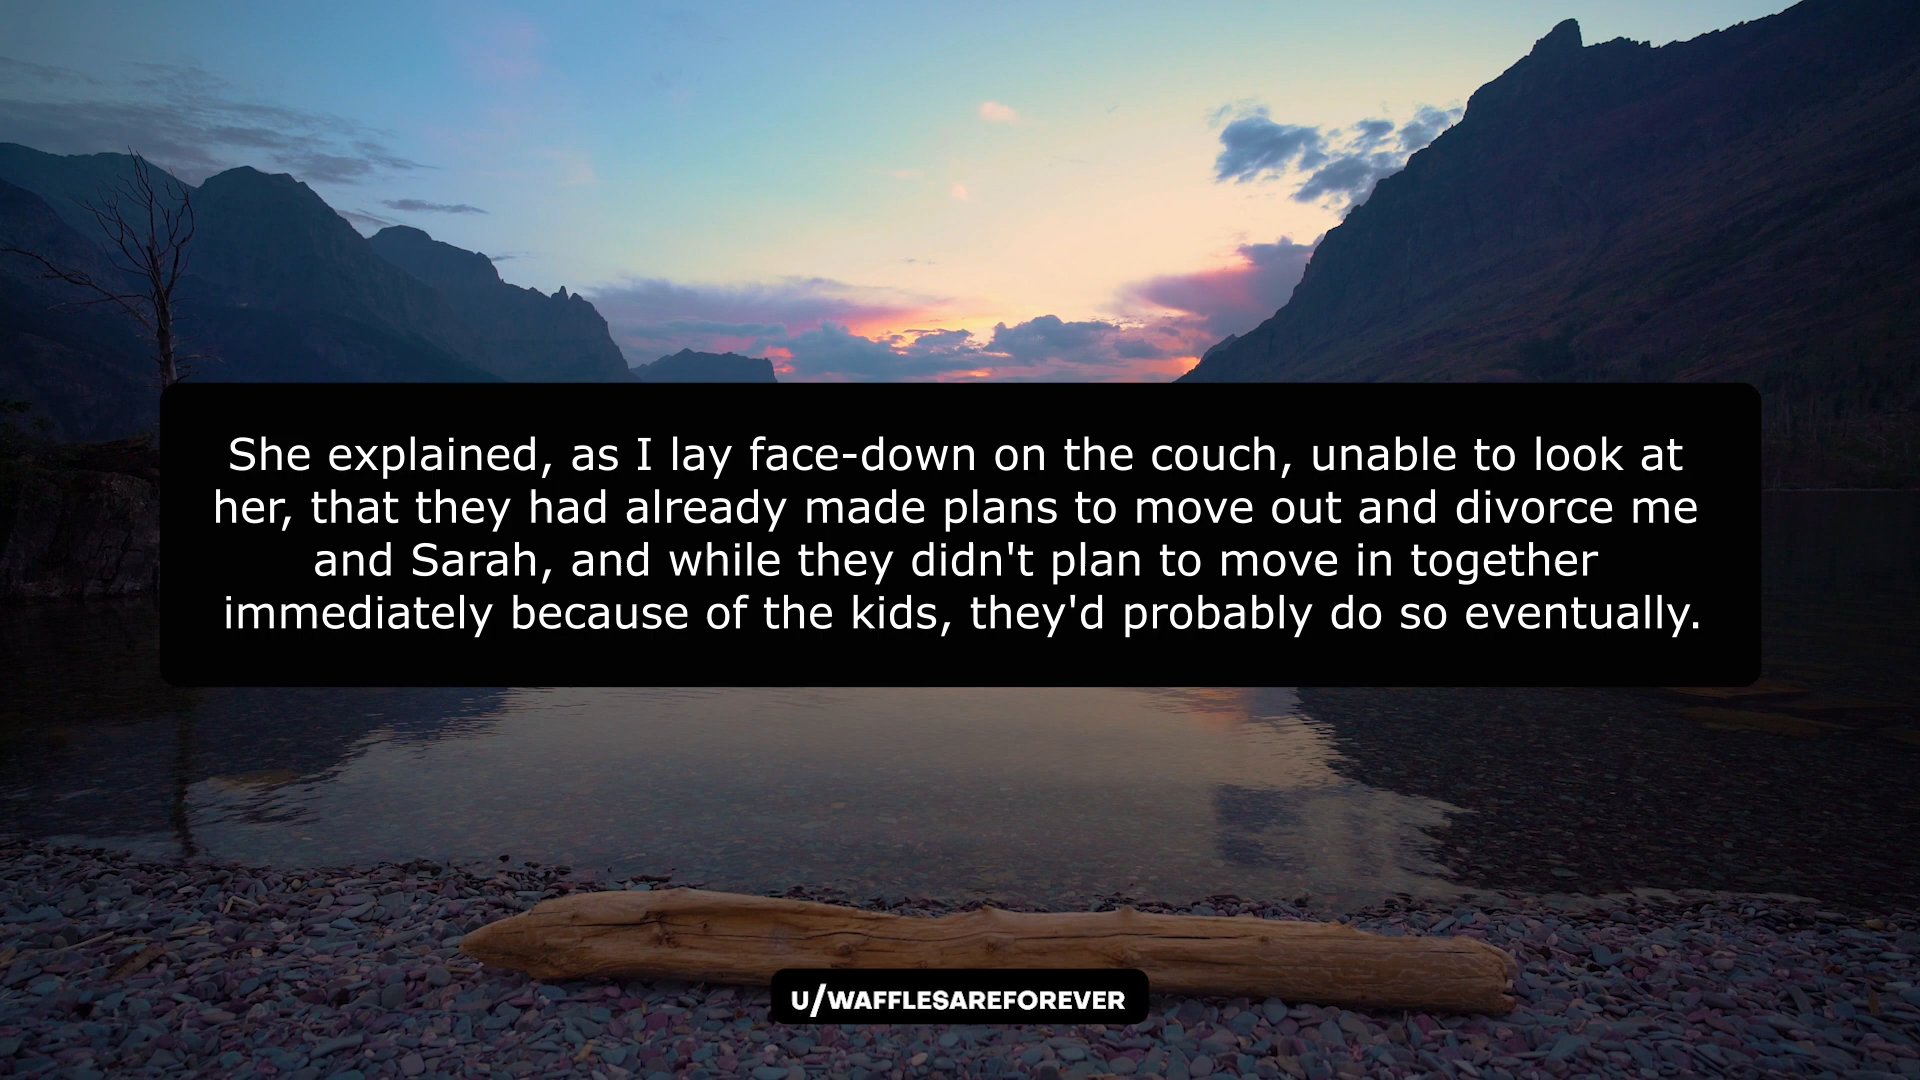 She explained, as I lay face-down on the couch, unable to look at
her, that they had already made plans to move out and divorce me
and Sarah, and while they didn't plan to move in together
immediately because of the kids, they'd probably do so eventually.
U/WAFFLESAREFOREVER